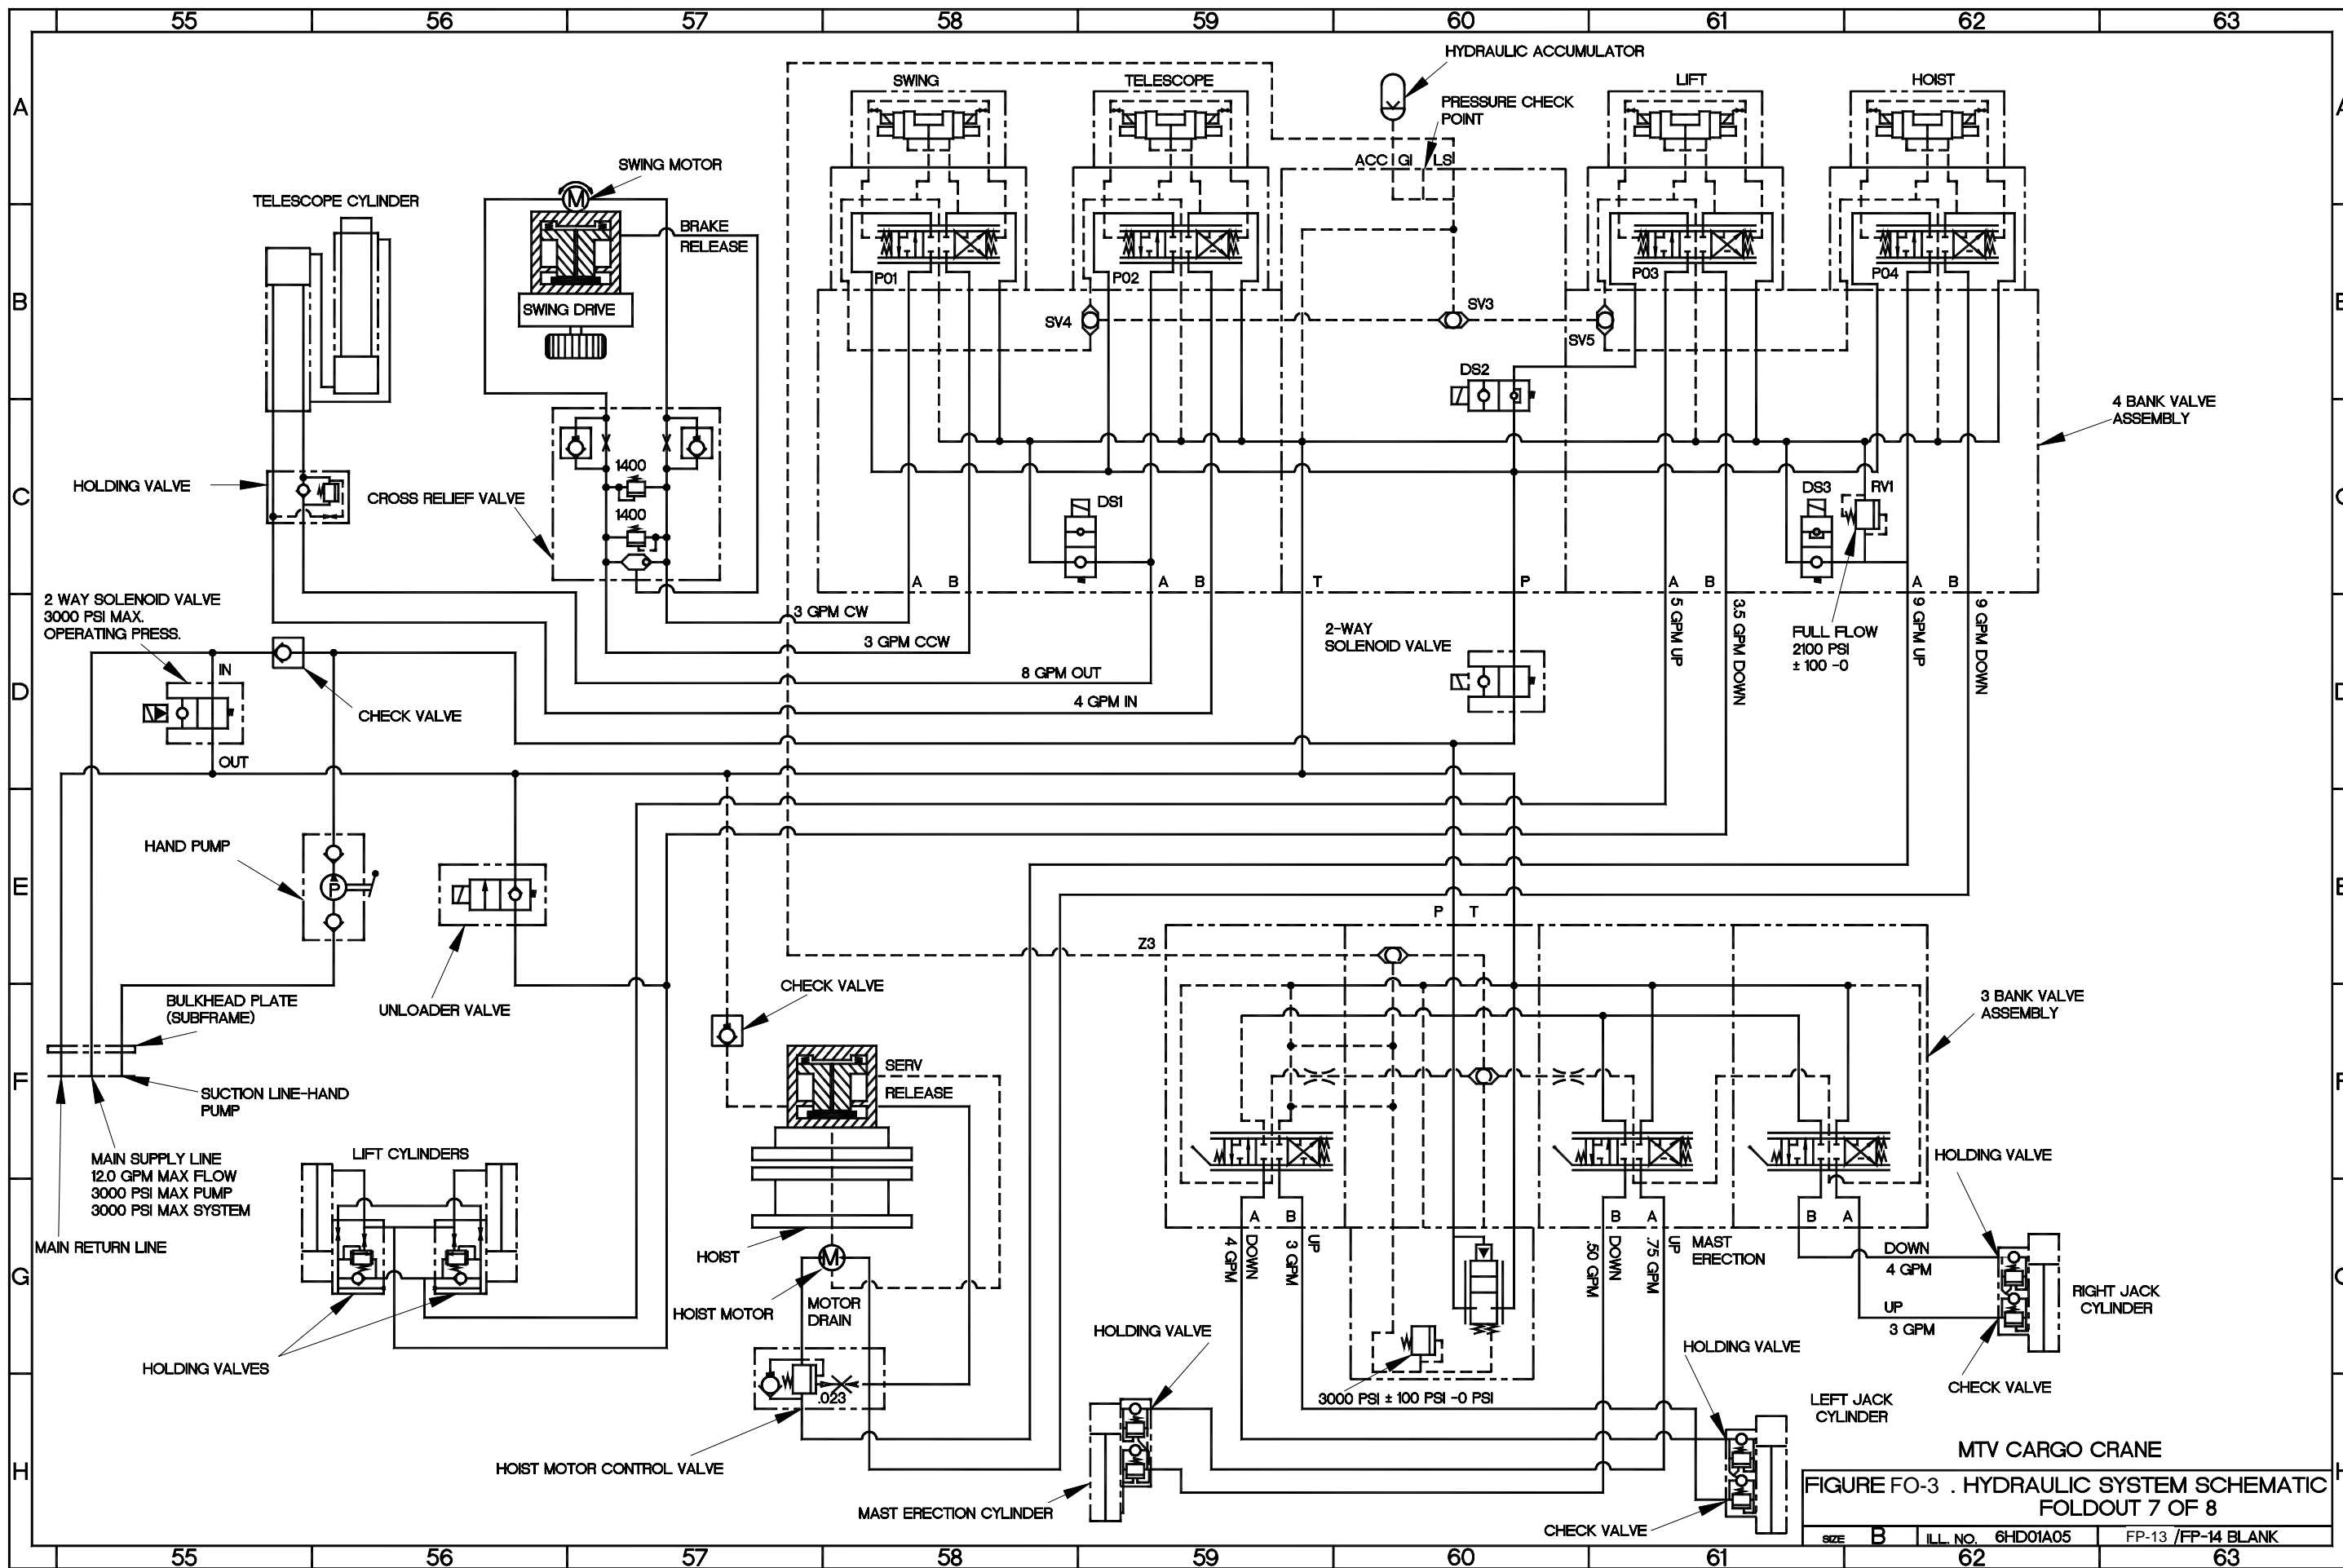 55 56 57 58 59 60 61 62 63
A
B
C
D
E
F
G
H
HYDRAULIC ACCUMULATOR
SWING
TELESCOPE
LIFT
HOIST
PRESSURE CHECK
POINT
ACC GI LS
SWING MOTOR
TELESCOPE CYLINDER
M
BRAKE
RELEASE
SWING DRIVE
P01
P02
P03
P04
SV3
SV4
SV5
DS2
4 BANK VALVE
ASSEMBLY
HOLDING VALVE
CROSS RELIEF VALVE
1400
1400
DS1
DS3
RV1
A B
A B
T
P
A B
A B
2 WAY SOLENOID VALVE
3000 PSI MAX.
OPERATING PRESS.
IN
OUT
CHECK VALVE
3 GPM CW
3 GPM CCW
8 GPM OUT
4 GPM IN
2-WAY
SOLENOID VALVE
5 GPM UP
3.5 GPM DOWN
FULL FLOW
2100 PSI
± 100 -0
9 GPM UP
9 GPM DOWN
HAND PUMP
P
UNLOADER VALVE
P T
Z3
BULKHEAD PLATE
(SUBFRAME)
CHECK VALVE
3 BANK VALVE
ASSEMBLY
SERV
RELEASE
SUCTION LINE-HAND
PUMP
MAIN SUPPLY LINE
12.0 GPM MAX FLOW
3000 PSI MAX PUMP
3000 PSI MAX SYSTEM
MAIN RETURN LINE
LIFT CYLINDERS
HOLDING VALVES
HOIST
M
HOIST MOTOR
MOTOR
DRAIN
.023
HOIST MOTOR CONTROL VALVE
A B
4 GPM
DOWN
3 GPM
UP
B A
.50 GPM
DOWN
.75 GPM
UP
MAST
ERECTION
B A
HOLDING VALVE
DOWN
4 GPM
UP
3 GPM
RIGHT JACK
CYLINDER
CHECK VALVE
3000 PSI ± 100 PSI -0 PSI
HOLDING VALVE
MAST ERECTION CYLINDER
HOLDING VALVE
LEFT JACK
CYLINDER
CHECK VALVE
MTV CARGO CRANE
FIGURE FO-3 . HYDRAULIC SYSTEM SCHEMATIC
FOLDOUT 7 OF 8
SIZE B ILL. NO. 6HD01A05 FP-13 /FP-14 BLANK
55 56 57 58 59 60 61 62 63